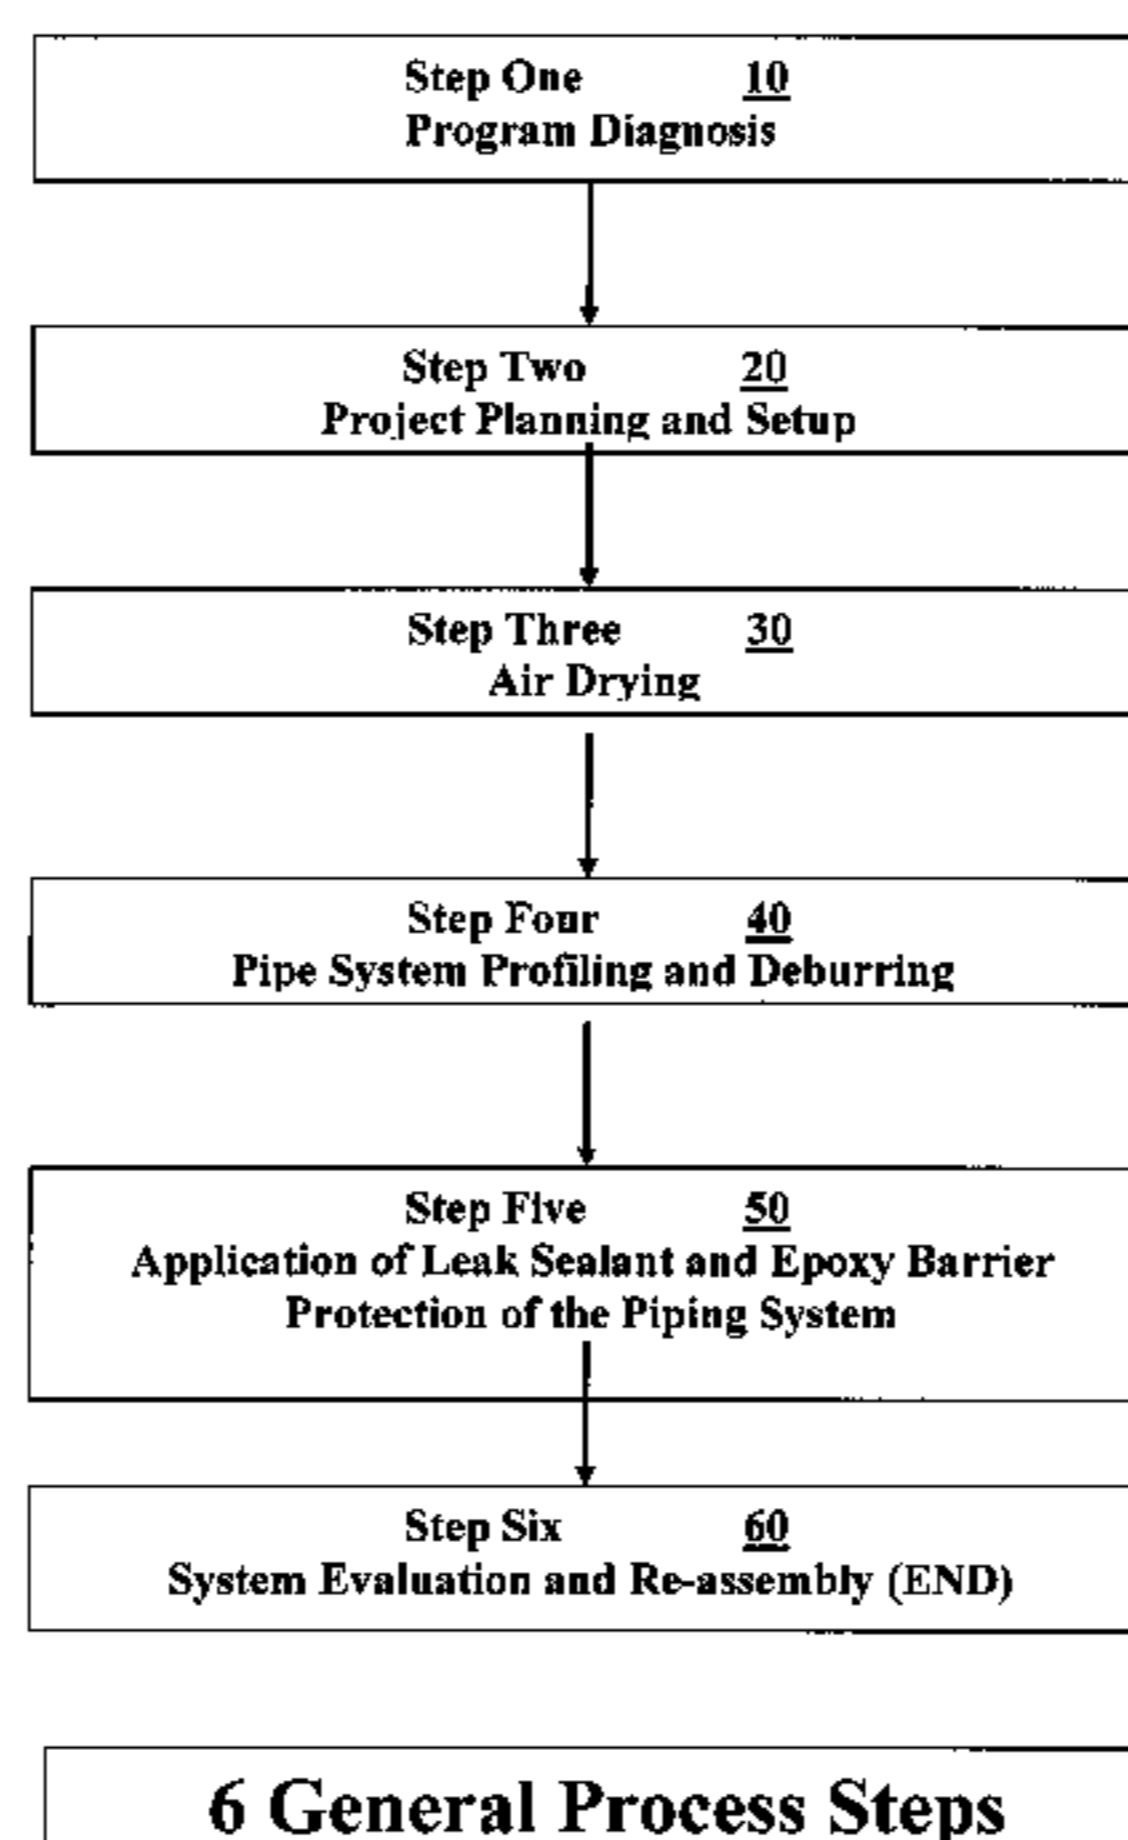 Step One 10
Program Diagnosis
Step Two 20
Project Planning and Setup
Step Three 30
Air Drying
Step Four 40
Pipe System Profiling and Deburring
Step Five 50
Application of Leak Sealant and Epoxy Barrier
Protection of the Piping System
Step Six 60
System Evaluation and Re-assembly (END)
6 General Process Steps